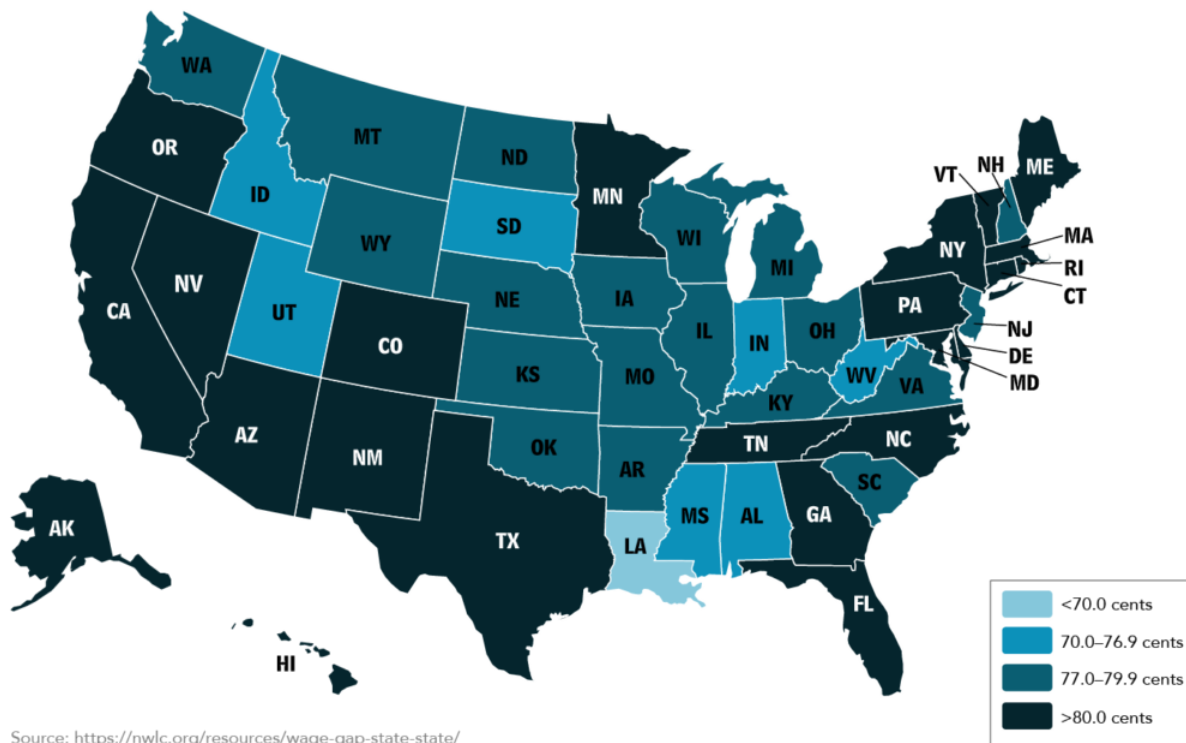 WA
MT
ND
MN
OR
ID
SD
WY
WI
MI
VT
NH
ME
NY
MA
RI
CT
NV
CA
UT
CO
NE
IA
IL
IN
OH
PA
NJ
DE
MD
WV
VA
KS
MO
KY
AZ
NM
OK
AR
TN
NC
SC
AK
HI
TX
LA
MS
AL
GA
FL
<70.0 cents
70.0–76.9 cents
77.0–79.9 cents
>80.0 cents
Source: https://nwlc.org/resources/wage-gap-state-state/